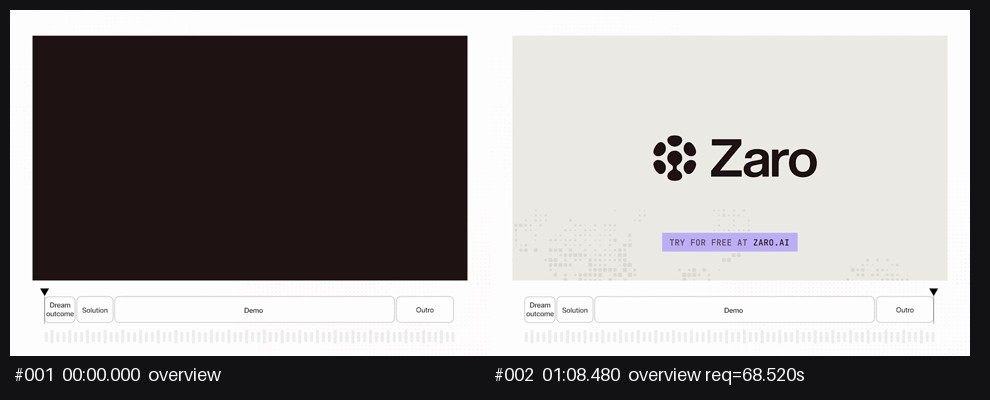 Dream
outcome
Solution
Demo
Outro
#001 00:00.000 overview
Zaro
TRY FOR FREE AT ZARO.AI
Dream
outcome
Solution
Demo
Outro
#002 01:08.480 overview req=68.520s